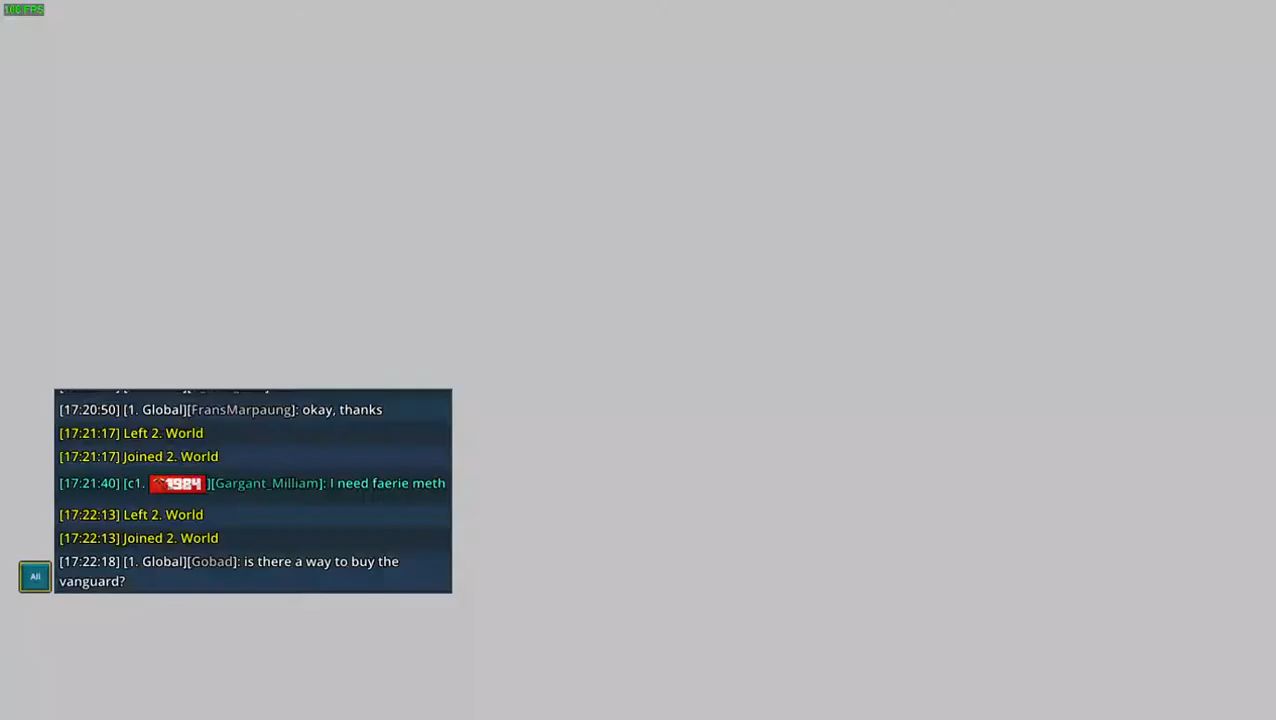 100 FPS
[17:20:50] [1. Global][FransMarpaung]: okay, thanks
[17:21:17] Left 2. World
[17:21:17] Joined 2. World
[17:21:40] [c1. 1984][Gargant_Milliam]: I need faerie meth
[17:22:13] Left 2. World
[17:22:13] Joined 2. World
[17:22:18] [1. Global][Gobad]: is there a way to buy the
vanguard?
All